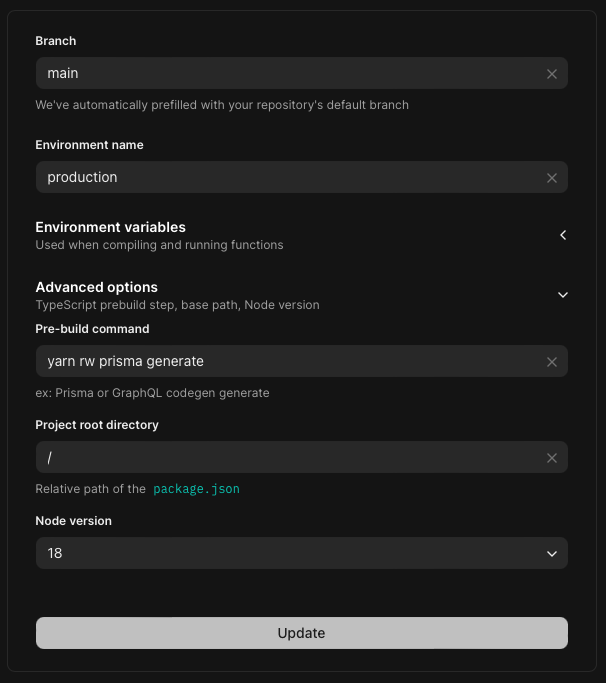 Branch
main
We've automatically prefilled with your repository's default branch
Environment name
production
Environment variables
Used when compiling and running functions
Advanced options
TypeScript prebuild step, base path, Node version
Pre-build command
yarn rw prisma generate
ex: Prisma or GraphQL codegen generate
Project root directory
/
Relative path of the package.json
Node version
18
Update